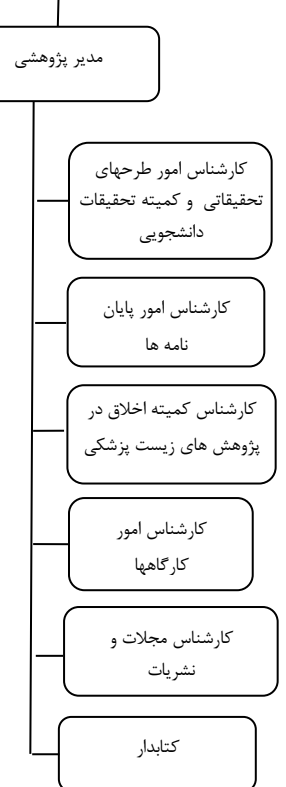 مدیر پژوهشی
کارشناس امور طرحهای
تحقیقاتی و کمیته تحقیقات
دانشجویی
کارشناس امور پایان
نامه ها
کارشناس کمیته اخلاق در
پژوهش های زیست پزشکی
کارشناس امور
کارگاهها
کارشناس مجلات و
نشریات
کتابدار